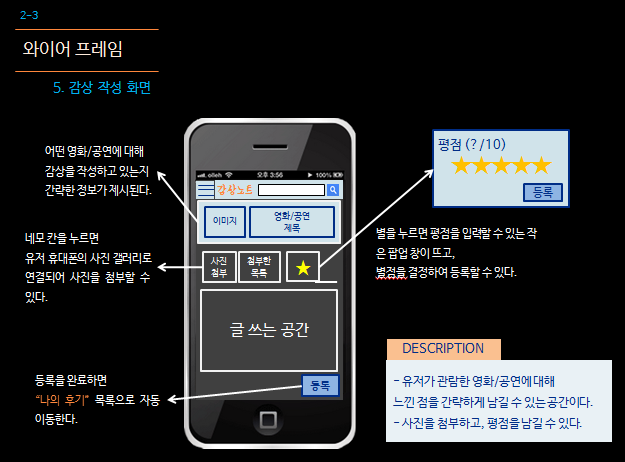 2-3
와이어 프레임
5. 감상 작성 화면
어떤 영화/공연에 대해
감상을 작성하고 있는지
간략한 정보가 제시된다.
네모 칸을 누르면
유저 휴대폰의 사진 갤러리로
연결되어 사진을 첨부할 수
있다.
등록을 완료하면
“나의 후기” 목록으로 자동
이동한다.
olleh 오후 3:56 100%
감상노트
이미지
영화/공연
제목
사진
첨부
첨부한
목록
글 쓰는 공간
등록
평점 (?/10)
등록
별을 누르면 평점을 입력할 수 있는 작
은 팝업 창이 뜨고,
별점을 결정하여 등록할 수 있다.
DESCRIPTION
- 유저가 관람한 영화/공연에 대해
느낀 점을 간략하게 남길 수 있는 공간이다.
- 사진을 첨부하고, 평점을 남길 수 있다.